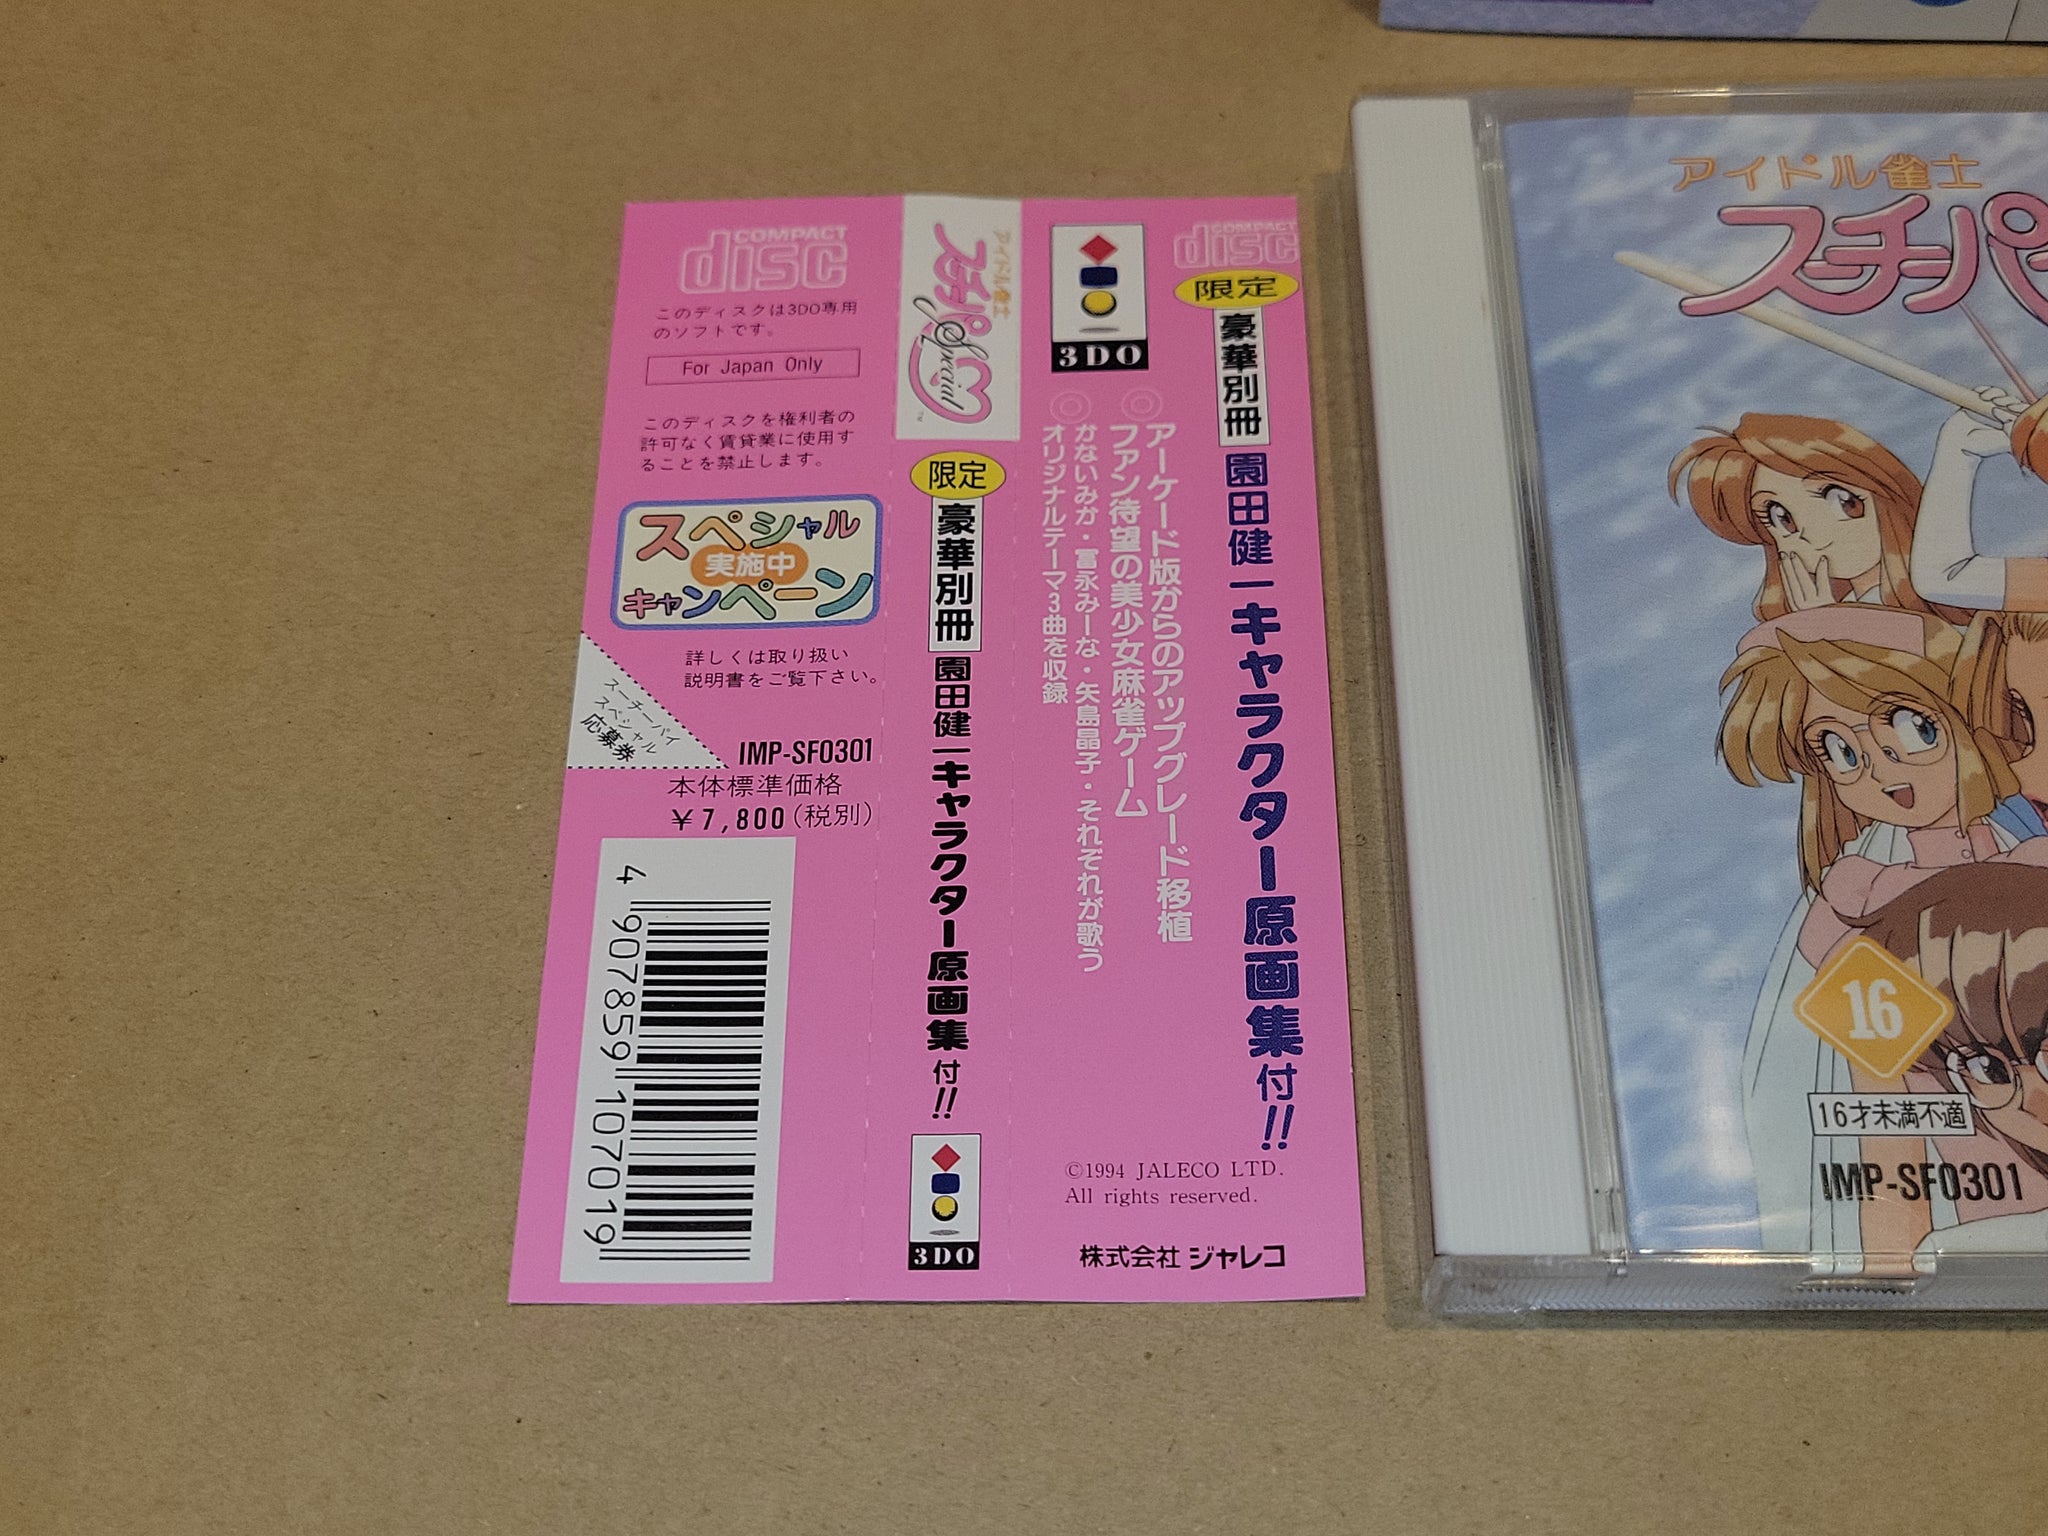 COMPACT
disc
このディスクは3DO専用
のソフトです。
For Japan Only
このディスクを権利者の
許可なく賃貸業に使用す
ることを禁止します。
スペシャル
実施中
キャンペーン
詳しくは取り扱い
説明書をご覧下さい。
スーチーパイ
スペシャル
応募券
IMP-SF0301
本体標準価格
¥7,800(税別)
4 907859 107019
アイドル雀士
スーチーパイ
Special
TM
限定
豪華別冊
園田健一キャラクター原画集付!!
3DO
COMPACT
disc
限定
豪華別冊
園田健一キャラクター原画集付!!
3DO
◎アーケード版からのアップグレード移植
ファン待望の美少女麻雀ゲーム
◎かないみか・冨永みーな・矢島晶子・それぞれが歌う
オリジナルテーマ3曲を収録
©1994 JALECO LTD.
All rights reserved.
株式会社 ジャレコ
アイドル雀士
スーチーパ
16
16才未満不適
IMP-SF0301